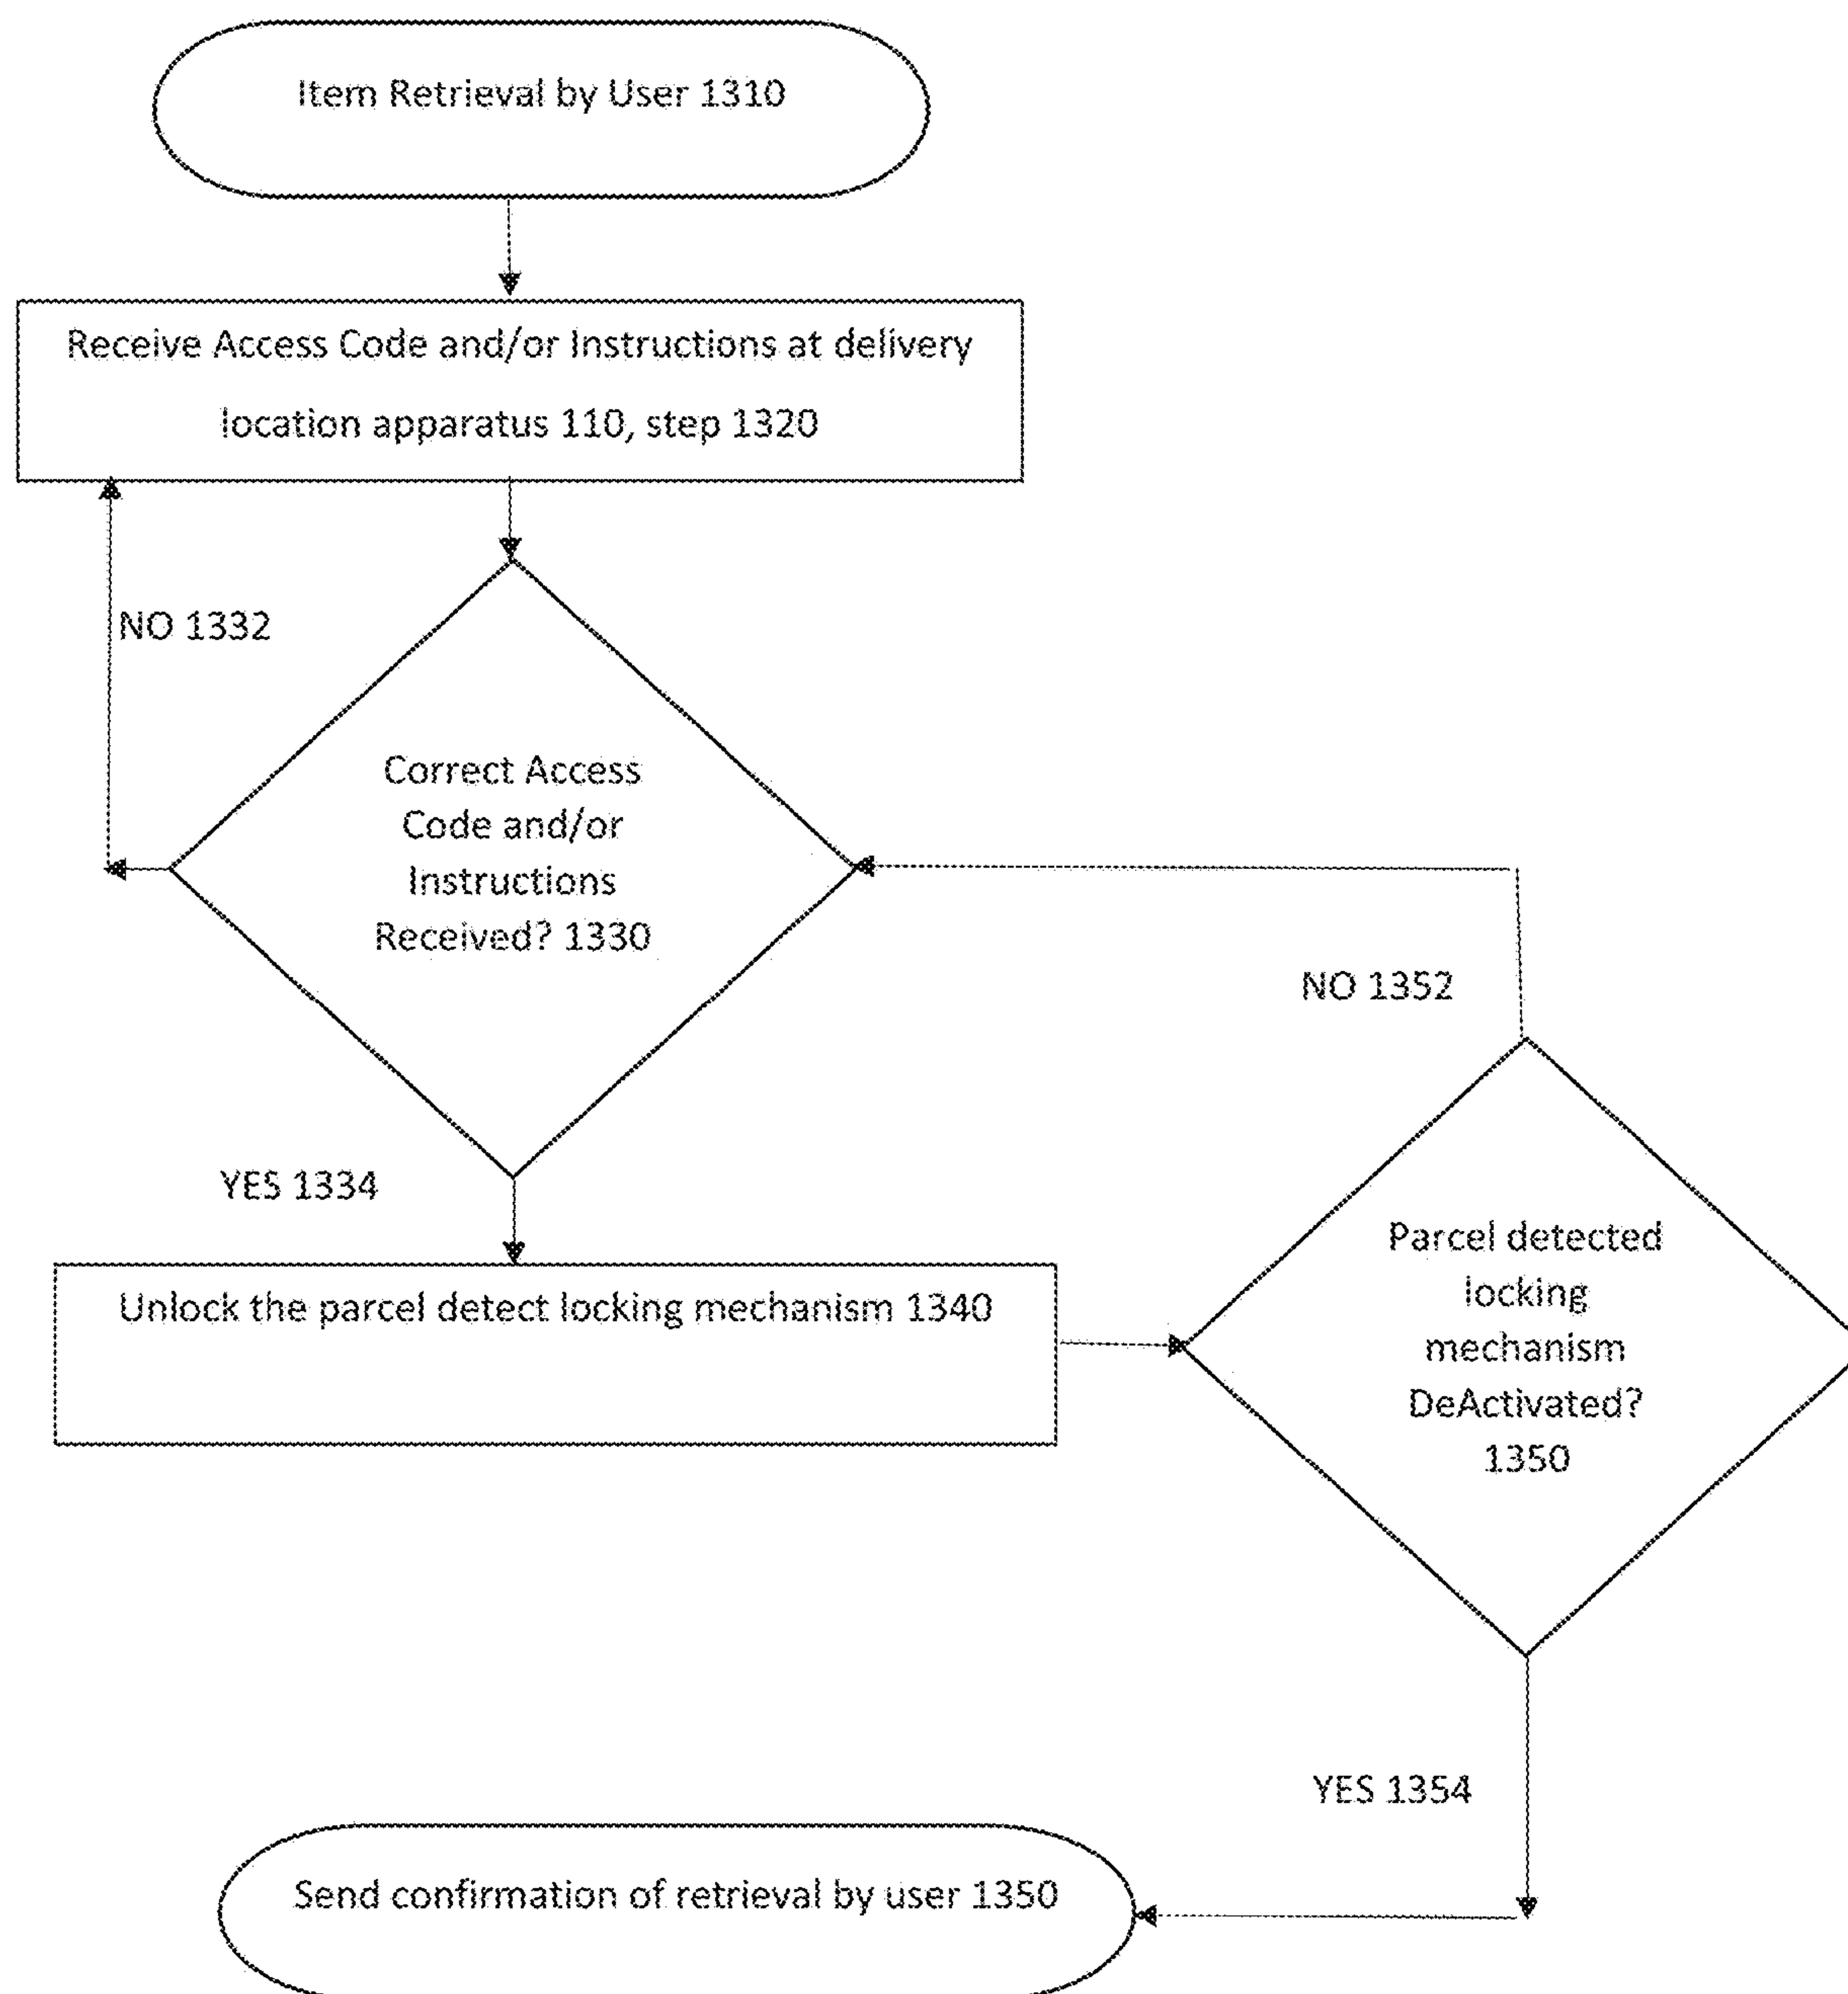 Item Retrieval by User 1310
Receive Access Code and/or Instructions at delivery
location apparatus 110, step 1320
NO 1332
Correct Access
Code and/or
Instructions
Received? 1330
NO 1352
YES 1334
Unlock the parcel detect locking mechanism 1340
Parcel detected
locking
mechanism
DeActivated?
1350
YES 1354
Send confirmation of retrieval by user 1350